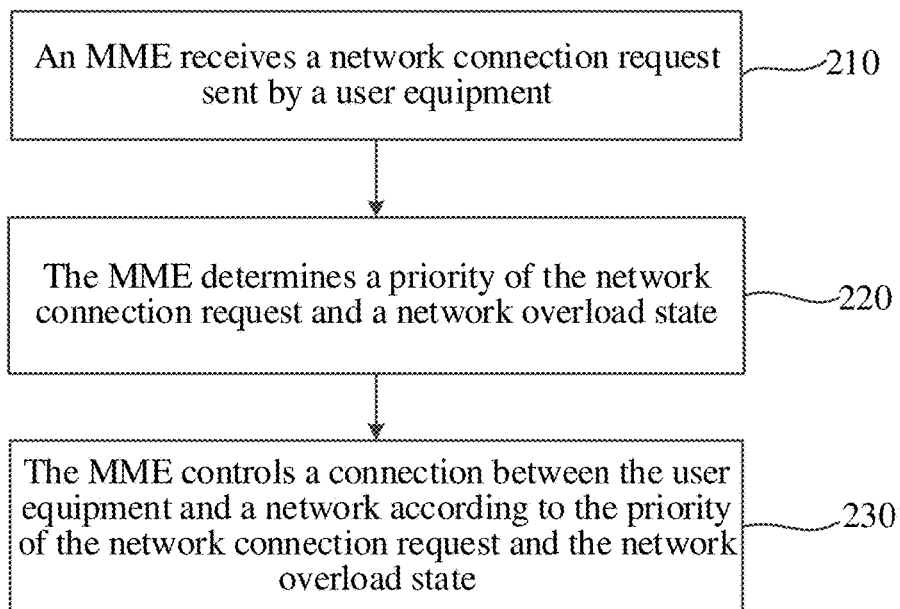 An MME receives a network connection request
sent by a user equipment
210
The MME determines a priority of the network
connection request and a network overload state
220
The MME controls a connection between the user
equipment and a network according to the priority
of the network connection request and the network
overload state
230